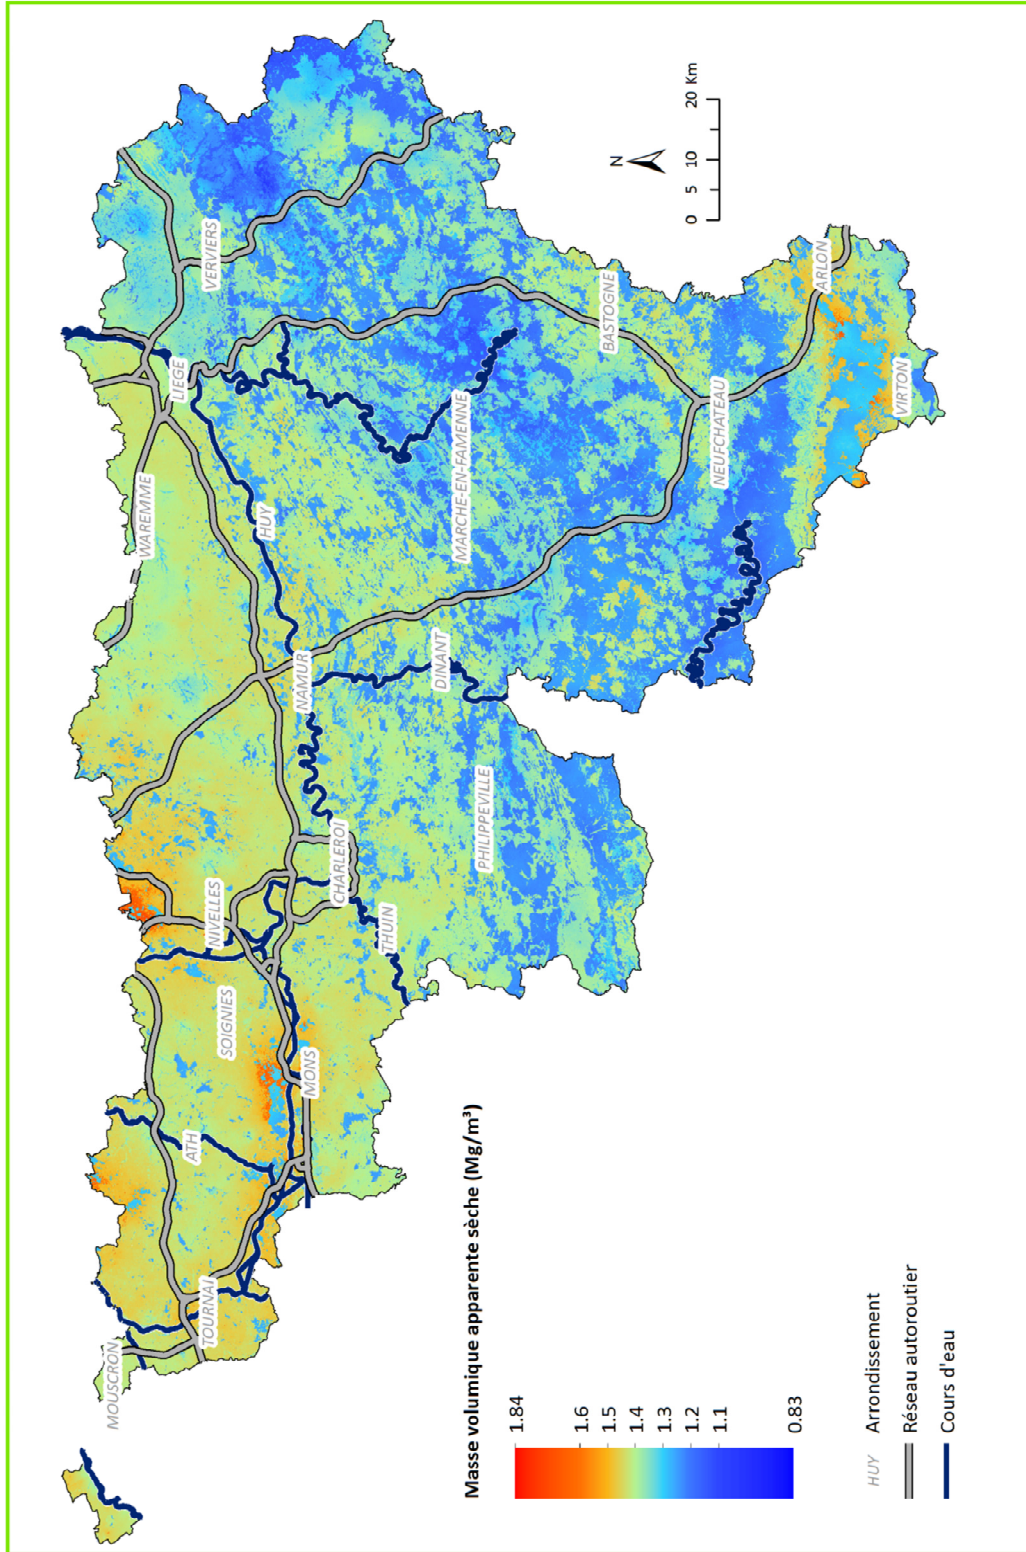 MOUSCRON
TOURNAI
ATH
SOIGNIES
MONS
NIVELLES
CHARLEROI
THUIN
NAMUR
DINANT
PHILIPPEVILLE
WAREMME
HUY
LIEGE
VERVIERS
MARCHE-EN-FAMENNE
BASTOGNE
NEUFCHATEAU
ARLON
VIRTON
N
0 5 10 20 Km
Masse volumique apparente sèche (Mg/m³)
1.84
1.6
1.5
1.4
1.3
1.2
1.1
0.83
HUY Arrondissement
Réseau autoroutier
Cours d'eau